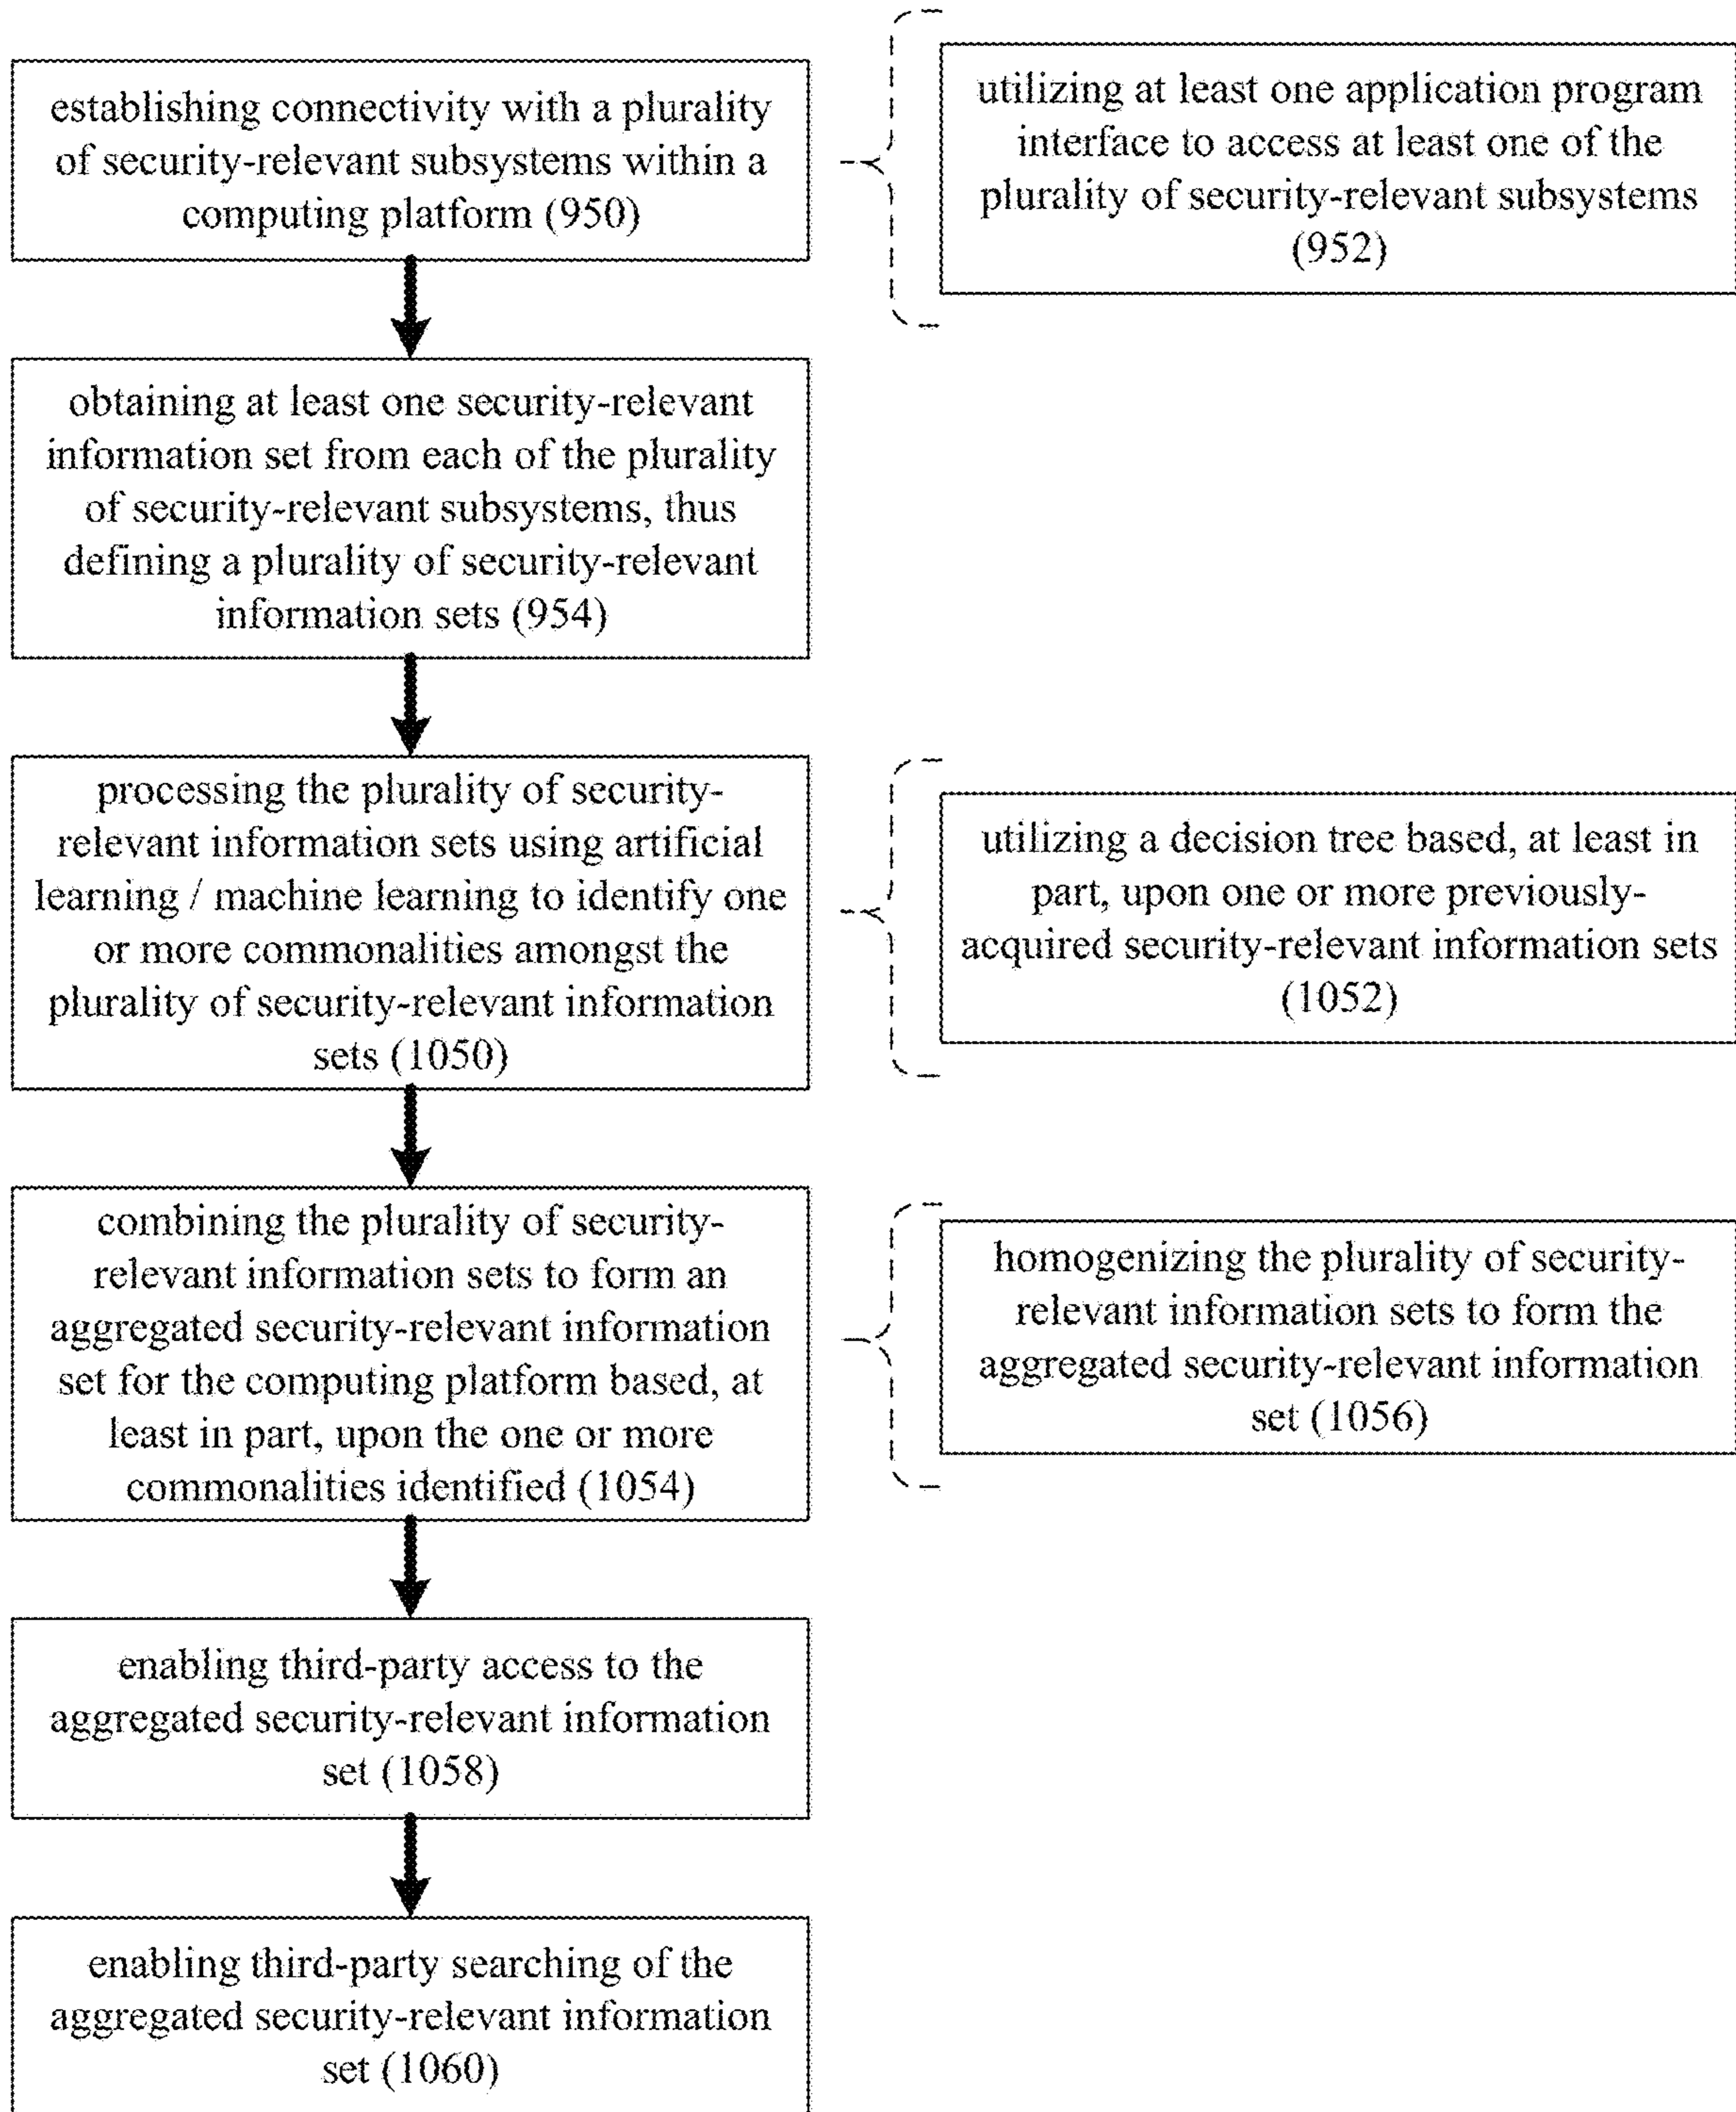 establishing connectivity with a plurality
of security-relevant subsystems within a
computing platform (950)
utilizing at least one application program
interface to access at least one of the
plurality of security-relevant subsystems
(952)
obtaining at least one security-relevant
information set from each of the plurality
of security-relevant subsystems, thus
defining a plurality of security-relevant
information sets (954)
processing the plurality of security-
relevant information sets using artificial
learning / machine learning to identify one
or more commonalities amongst the
plurality of security-relevant information
sets (1050)
utilizing a decision tree based, at least in
part, upon one or more previously-
acquired security-relevant information sets
(1052)
combining the plurality of security-
relevant information sets to form an
aggregated security-relevant information
set for the computing platform based, at
least in part, upon the one or more
commonalities identified (1054)
homogenizing the plurality of security-
relevant information sets to form the
aggregated security-relevant information
set (1056)
enabling third-party access to the
aggregated security-relevant information
set (1058)
enabling third-party searching of the
aggregated security-relevant information
set (1060)